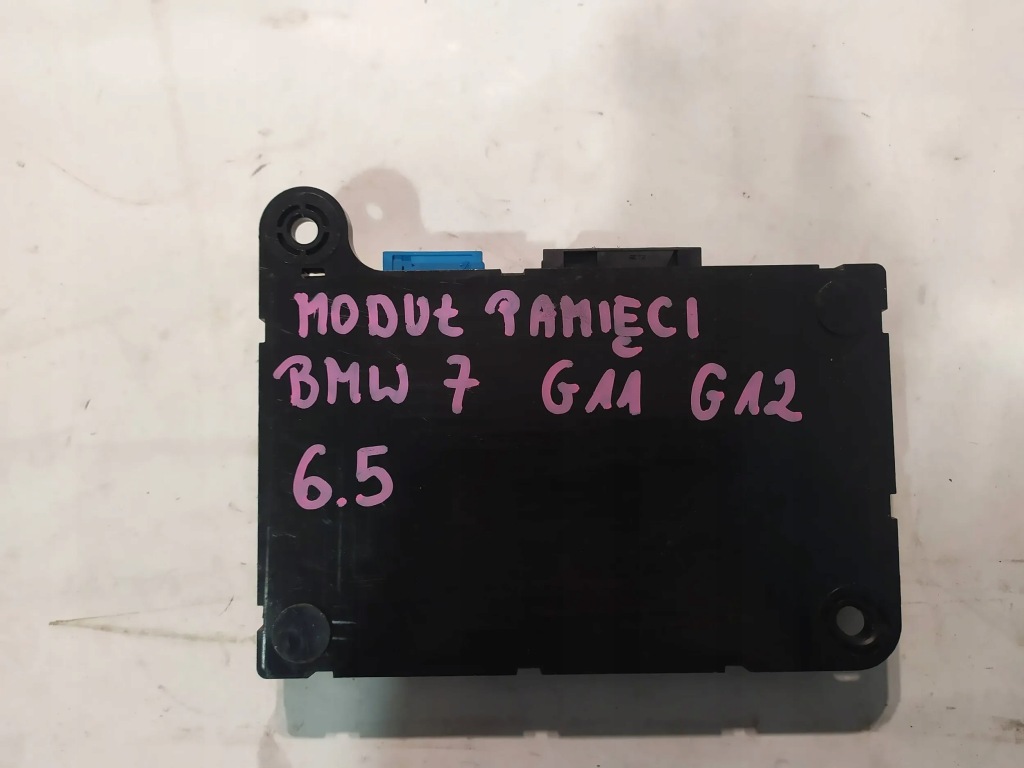 MODUŁ PAMIĘCI
BMW 7 G11 G12
6.5